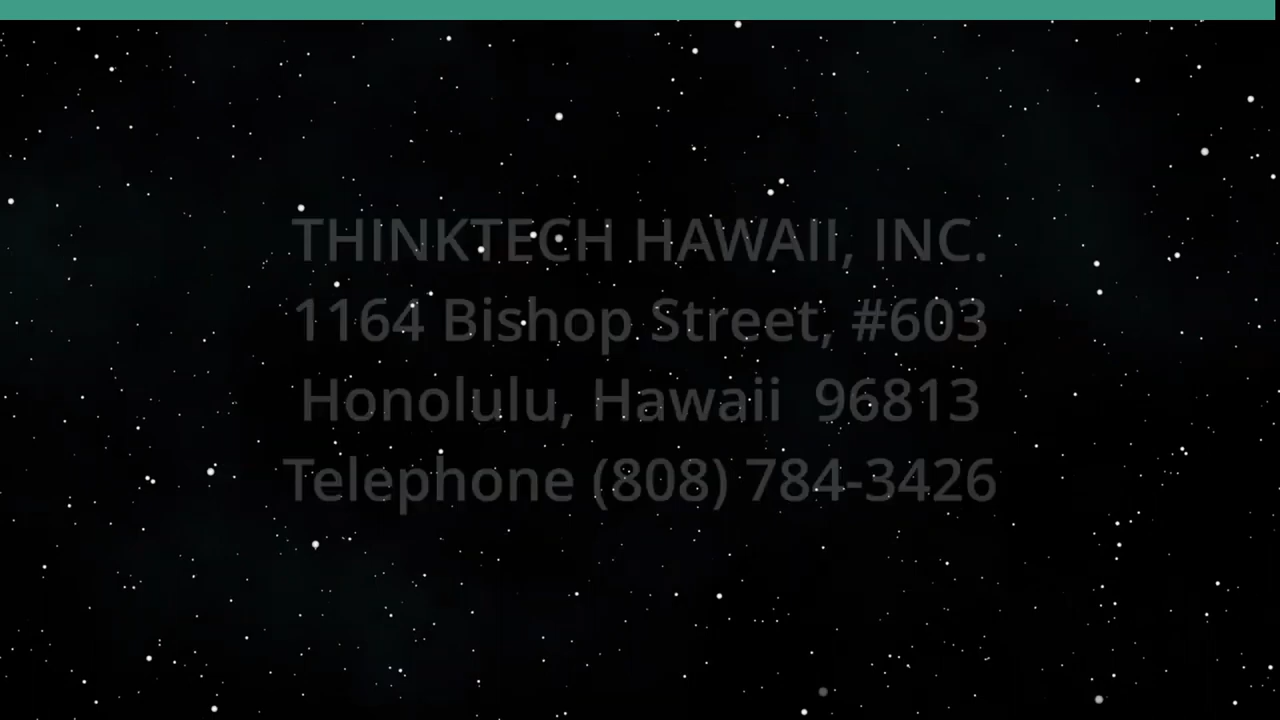 THINKTECH HAWAII, INC.
1164 Bishop Street, #603
Honolulu, Hawaii  96813
Telephone (808) 784-3426